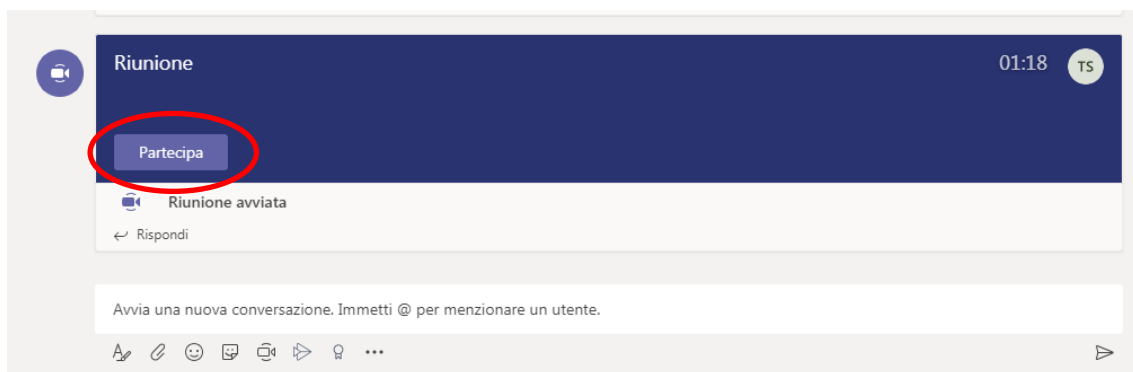 Riunione 01:18 TS
Partecipa
Riunione avviata
Rispondi
Avvia una nuova conversazione. Immetti @ per menzionare un utente.